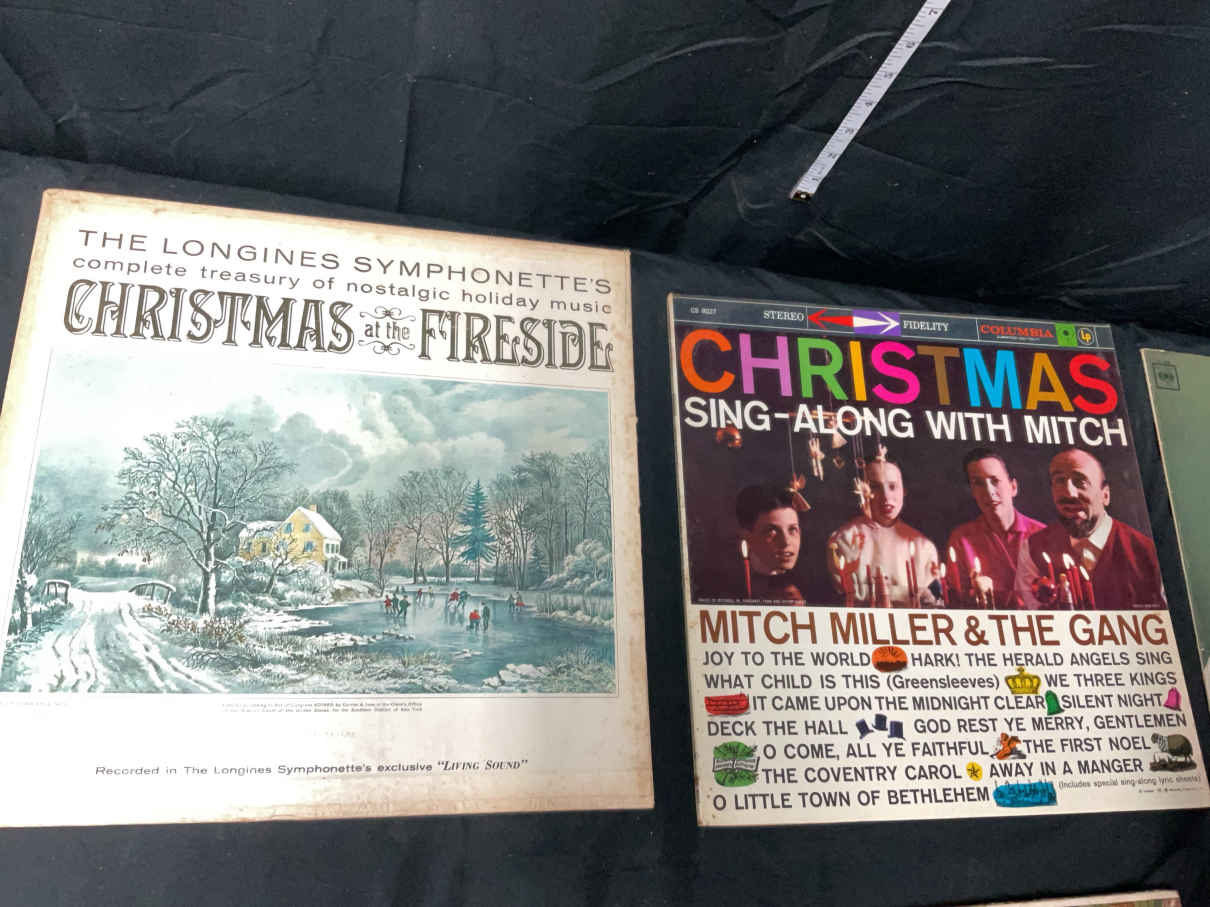 THE LONGINES SYMPHONETTE'S
complete treasury of nostalgic holiday music
CHRISTMAS at the FIRESIDE
Recorded in The Longines Symphonette's exclusive "LIVING SOUND"
CS 8027
STEREO FIDELITY
COLUMBIA
LP
CHRISTMAS
SING-ALONG WITH MITCH
MITCH MILLER & THE GANG
JOY TO THE WORLD HARK! THE HERALD ANGELS SING
WHAT CHILD IS THIS (Greensleeves) WE THREE KINGS
IT CAME UPON THE MIDNIGHT CLEAR SILENT NIGHT
DECK THE HALL GOD REST YE MERRY, GENTLEMEN
O COME, ALL YE FAITHFUL THE FIRST NOEL
THE COVENTRY CAROL AWAY IN A MANGER
O LITTLE TOWN OF BETHLEHEM (Includes special sing-along lyric sheets)